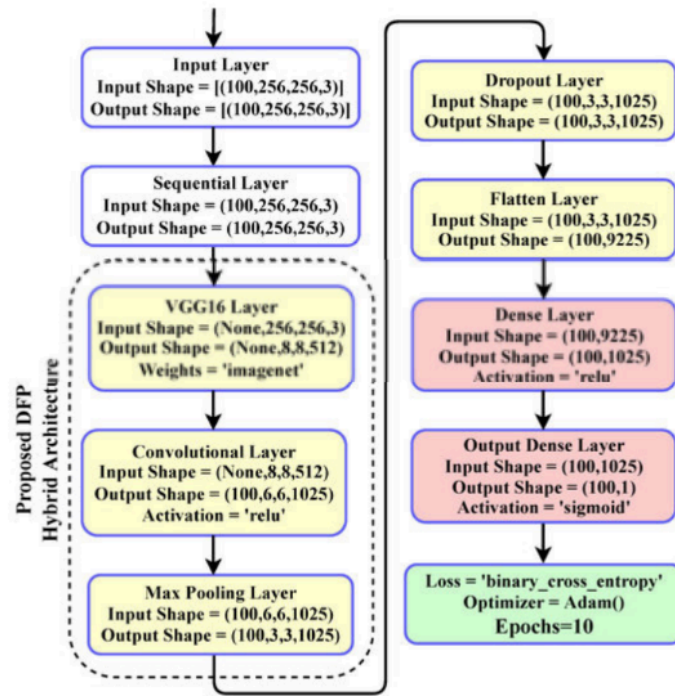 Input Layer
Input Shape = [(100,256,256,3)]
Output Shape = [(100,256,256,3)]
Sequential Layer
Input Shape = (100,256,256,3)
Output Shape = (100,256,256,3)
Proposed DFP
Hybrid Architecture
VGG16 Layer
Input Shape = (None,256,256,3)
Output Shape = (None,8,8,512)
Weights = 'imagenet'
Convolutional Layer
Input Shape = (None,8,8,512)
Output Shape = (100,6,6,1025)
Activation = 'relu'
Max Pooling Layer
Input Shape = (100,6,6,1025)
Output Shape = (100,3,3,1025)
Dropout Layer
Input Shape = (100,3,3,1025)
Output Shape = (100,3,3,1025)
Flatten Layer
Input Shape = (100,3,3,1025)
Output Shape = (100,9225)
Dense Layer
Input Shape = (100,9225)
Output Shape = (100,1025)
Activation = 'relu'
Output Dense Layer
Input Shape = (100,1025)
Output Shape = (100,1)
Activation = 'sigmoid'
Loss = 'binary_cross_entropy'
Optimizer = Adam()
Epochs=10